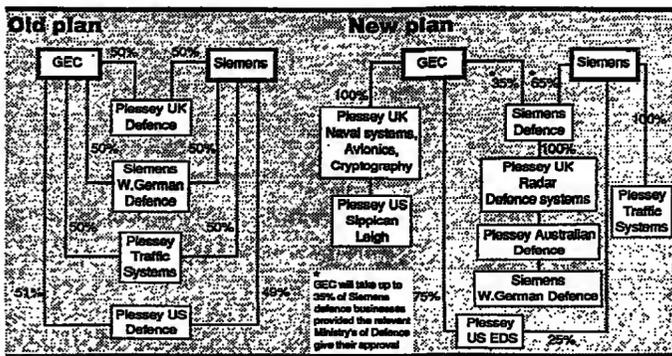 Old plan
GEC
50%
50%
Siemens
Plessey UK
Defence
50%
50%
Siemens
W.German
Defence
50%
50%
Plessey
Traffic
Systems
51%
49%
Plessey US
Defence
New plan
GEC
Siemens
100%
35%
65%
Plessey UK
Naval systems,
Avionics,
Cryptography
Siemens
Defence
100%
100%
Plessey US
Sippican
Leigh
Plessey UK
Radar
Defence systems
Plessey
Traffic
Systems
Plessey Australian
Defence
Siemens
W.German Defence
*
GEC will take up to
35% of Siemens
defence businesses
provided the relevant
Ministry's of Defence
give their approval
75%
Plessey
US EDS
25%